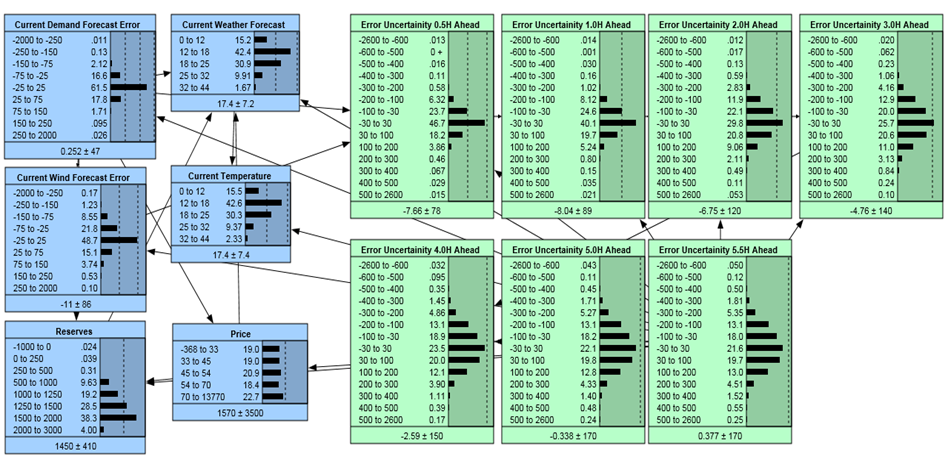 Current Demand Forecast Error
-2000 to -250 .011
-250 to -150 0.13
-150 to -75 2.12
-75 to -25 16.6
-25 to 25 61.5
25 to 75 17.8
75 to 150 1.71
150 to 250 .095
250 to 2000 .026
0.252 ± 47
Current Weather Forecast
0 to 12 15.2
12 to 18 42.4
18 to 25 30.9
25 to 32 9.91
32 to 44 1.67
17.4 ± 7.2
Error Uncertainity 0.5H Ahead
-2600 to -600 .013
-600 to -500 0 +
-500 to -400 .016
-400 to -300 0.11
-300 to -200 0.58
-200 to -100 6.32
-100 to -30 23.7
-30 to 30 46.7
30 to 100 18.2
100 to 200 3.86
200 to 300 0.46
300 to 400 .067
400 to 500 .029
500 to 2600 .015
-7.66 ± 78
Error Uncertainity 1.0H Ahead
-2600 to -600 .014
-600 to -500 .001
-500 to -400 .030
-400 to -300 0.16
-300 to -200 1.02
-200 to -100 8.12
-100 to -30 24.6
-30 to 30 40.1
30 to 100 19.7
100 to 200 5.24
200 to 300 0.80
300 to 400 0.15
400 to 500 .035
500 to 2600 .021
-8.04 ± 89
Error Uncertainity 2.0H Ahead
-2600 to -600 .012
-600 to -500 .017
-500 to -400 0.13
-400 to -300 0.59
-300 to -200 2.83
-200 to -100 11.9
-100 to -30 22.1
-30 to 30 29.8
30 to 100 20.8
100 to 200 9.06
200 to 300 2.11
300 to 400 0.49
400 to 500 0.11
500 to 2600 .053
-6.75 ± 120
Error Uncertainity 3.0H Ahead
-2600 to -600 .020
-600 to -500 .062
-500 to -400 0.23
-400 to -300 1.06
-300 to -200 4.16
-200 to -100 12.9
-100 to -30 20.0
-30 to 30 25.7
30 to 100 20.6
100 to 200 11.0
200 to 300 3.13
300 to 400 0.84
400 to 500 0.24
500 to 2600 0.10
-4.76 ± 140
Current Wind Forecast Error
-2000 to -250 0.17
-250 to -150 1.23
-150 to -75 8.55
-75 to -25 21.8
-25 to 25 48.7
25 to 75 15.1
75 to 150 3.74
150 to 250 0.53
250 to 2000 0.10
-11 ± 86
Current Temperature
0 to 12 15.5
12 to 18 42.6
18 to 25 30.3
25 to 32 9.37
32 to 44 2.33
17.4 ± 7.4
Reserves
-1000 to 0 .024
0 to 250 .039
250 to 500 0.31
500 to 1000 9.63
1000 to 1250 19.2
1250 to 1500 28.5
1500 to 2000 38.3
2000 to 3000 4.00
1450 ± 410
Price
-368 to 33 19.0
33 to 45 19.0
45 to 54 20.9
54 to 70 18.4
70 to 13770 22.7
1570 ± 3500
Error Uncertainity 4.0H Ahead
-2600 to -600 .032
-600 to -500 .095
-500 to -400 0.35
-400 to -300 1.45
-300 to -200 4.86
-200 to -100 13.1
-100 to -30 18.9
-30 to 30 23.5
30 to 100 20.0
100 to 200 12.1
200 to 300 3.90
300 to 400 1.11
400 to 500 0.39
500 to 2600 0.17
-2.59 ± 150
Error Uncertainity 5.0H Ahead
-2600 to -600 .043
-600 to -500 0.11
-500 to -400 0.45
-400 to -300 1.71
-300 to -200 5.27
-200 to -100 13.1
-100 to -30 18.2
-30 to 30 22.1
30 to 100 19.8
100 to 200 12.8
200 to 300 4.33
300 to 400 1.40
400 to 500 0.48
500 to 2600 0.24
-0.338 ± 170
Error Uncertainity 5.5H Ahead
-2600 to -600 .050
-600 to -500 0.12
-500 to -400 0.50
-400 to -300 1.81
-300 to -200 5.35
-200 to -100 13.1
-100 to -30 18.0
-30 to 30 21.6
30 to 100 19.7
100 to 200 13.0
200 to 300 4.51
300 to 400 1.52
400 to 500 0.55
500 to 2600 0.25
0.377 ± 170